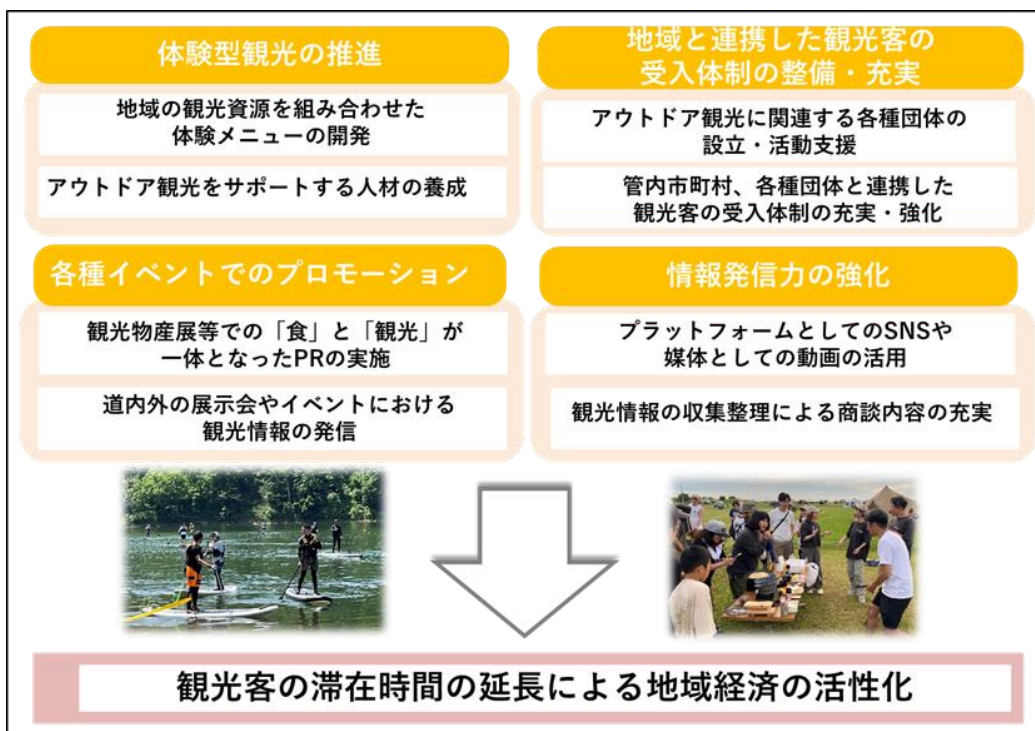 体験型観光の推進
地域の観光資源を組み合わせた
体験メニューの開発
アウトドア観光をサポートする人材の養成
地域と連携した観光客の
受入体制の整備・充実
アウトドア観光に関連する各種団体の
設立・活動支援
管内市町村、各種団体と連携した
観光客の受入体制の充実・強化
各種イベントでのプロモーション
観光物産展等での「食」と「観光」が
一体となったPRの実施
道内外の展示会やイベントにおける
観光情報の発信
情報発信力の強化
プラットフォームとしてのSNSや
媒体としての動画の活用
観光情報の収集整理による商談内容の充実
観光客の滞在時間の延長による地域経済の活性化